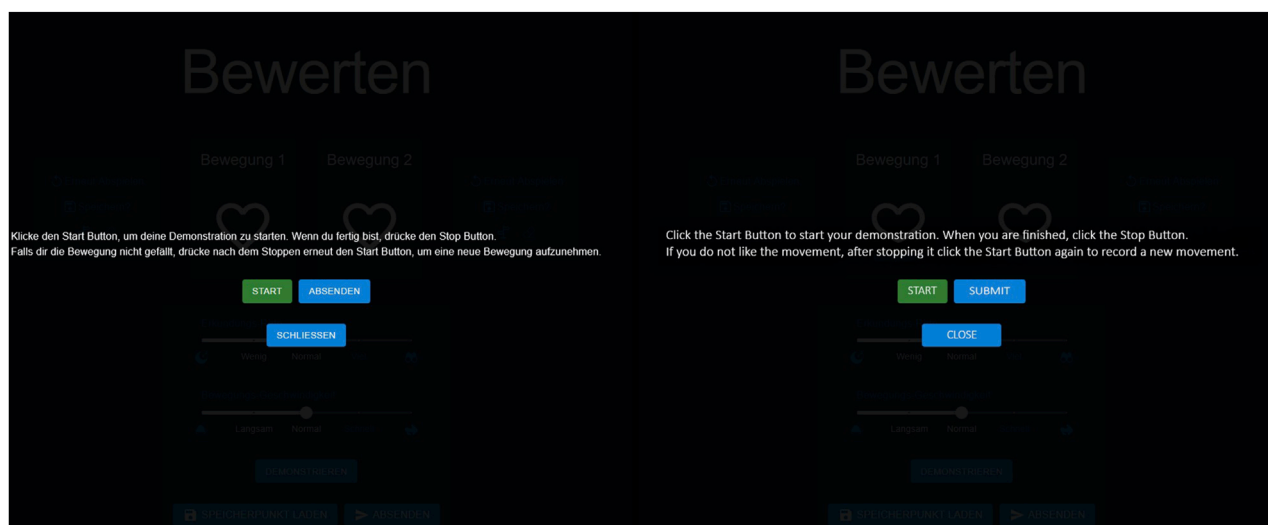 Bewerten
Bewegung 1 Bewegung 2
Klicke den Start Button, um deine Demonstration zu starten. Wenn du fertig bist, drücke den Stop Button.
Falls dir die Bewegung nicht gefällt, drücke nach dem Stoppen erneut den Start Button, um eine neue Bewegung aufzunehmen.
START ABSENDEN
SCHLIESSEN
Wenig Normal
Langsam Normal
DEMONSTRIEREN
SPEICHERPUNKT LADEN ABSENDEN
Bewerten
Bewegung 1 Bewegung 2
Click the Start Button to start your demonstration. When you are finished, click the Stop Button.
If you do not like the movement, after stopping it click the Start Button again to record a new movement.
START SUBMIT
CLOSE
Wenig Normal
Langsam Normal
DEMONSTRIEREN
SPEICHERPUNKT LADEN ABSENDEN